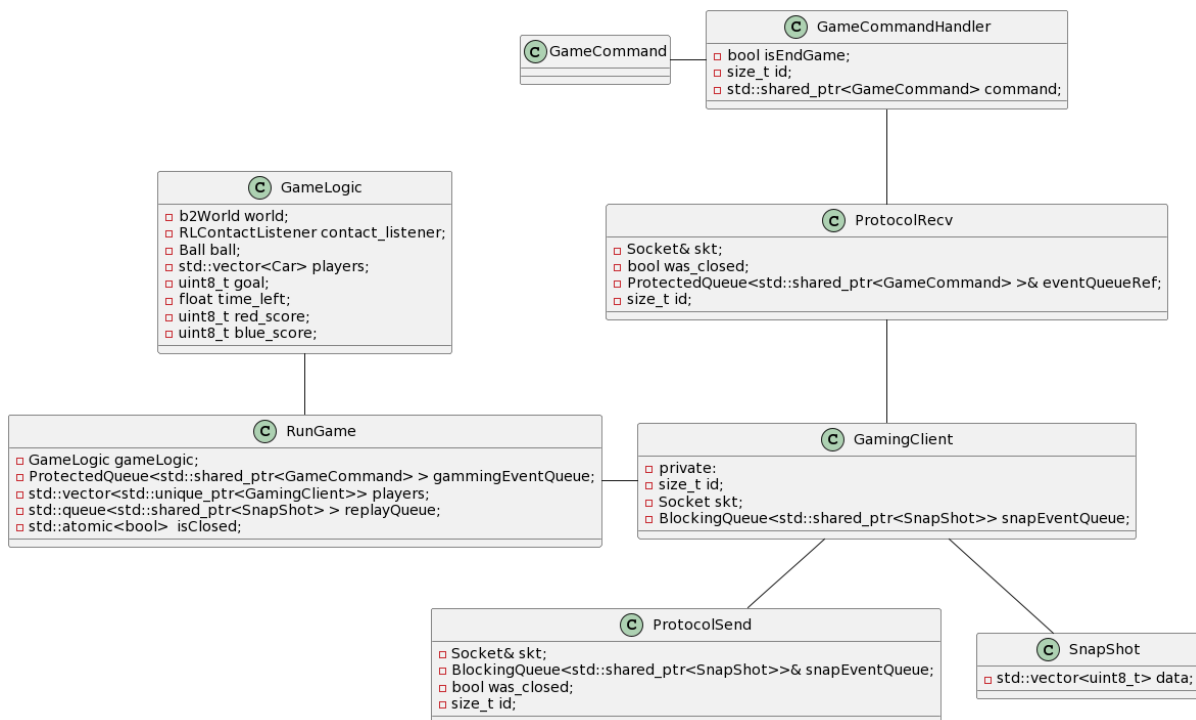 C GameCommandHandler
bool isEndGame;
size_t id;
std::shared_ptr<GameCommand> command;
C GameCommand
C GameLogic
b2World world;
RLContactListener contact_listener;
Ball ball;
std::vector<Car> players;
uint8_t goal;
float time_left;
uint8_t red_score;
uint8_t blue_score;
C ProtocolRecv
Socket& skt;
bool was_closed;
ProtectedQueue<std::shared_ptr<GameCommand> >& eventQueueRef;
size_t id;
C RunGame
GameLogic gameLogic;
ProtectedQueue<std::shared_ptr<GameCommand> > gammingEventQueue;
std::vector<std::unique_ptr<GamingClient>> players;
std::queue<std::shared_ptr<SnapShot> > replayQueue;
std::atomic<bool>  isClosed;
C GamingClient
private:
size_t id;
Socket skt;
BlockingQueue<std::shared_ptr<SnapShot>> snapEventQueue;
C ProtocolSend
Socket& skt;
BlockingQueue<std::shared_ptr<SnapShot>>& snapEventQueue;
bool was_closed;
size_t id;
C SnapShot
std::vector<uint8_t> data;